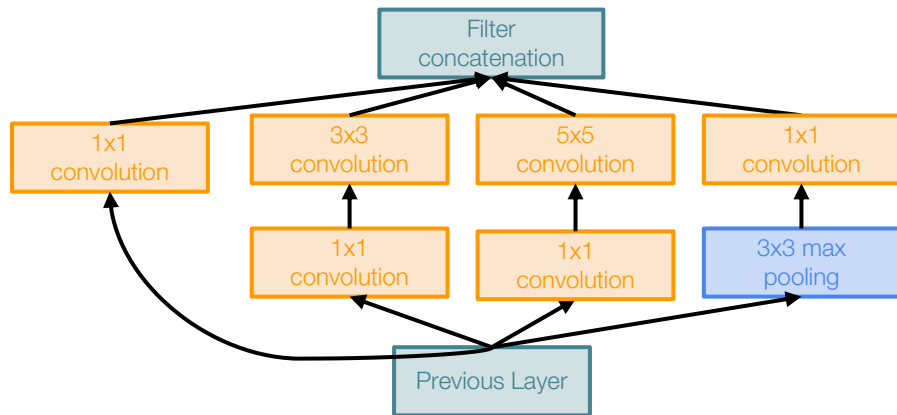 Filter
concatenation
1x1
convolution
3x3
convolution
5x5
convolution
1x1
convolution
1x1
convolution
1x1
convolution
3x3 max
pooling
Previous Layer